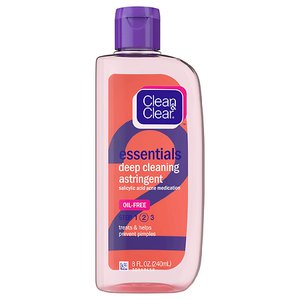 Clean &
Clear®
2
essentials
deep cleaning
astringent
salicylic acid acne medication
OIL-FREE
STEP 1 2 3
treats & helps
prevent pimples
8 FL. OZ. (240mL)